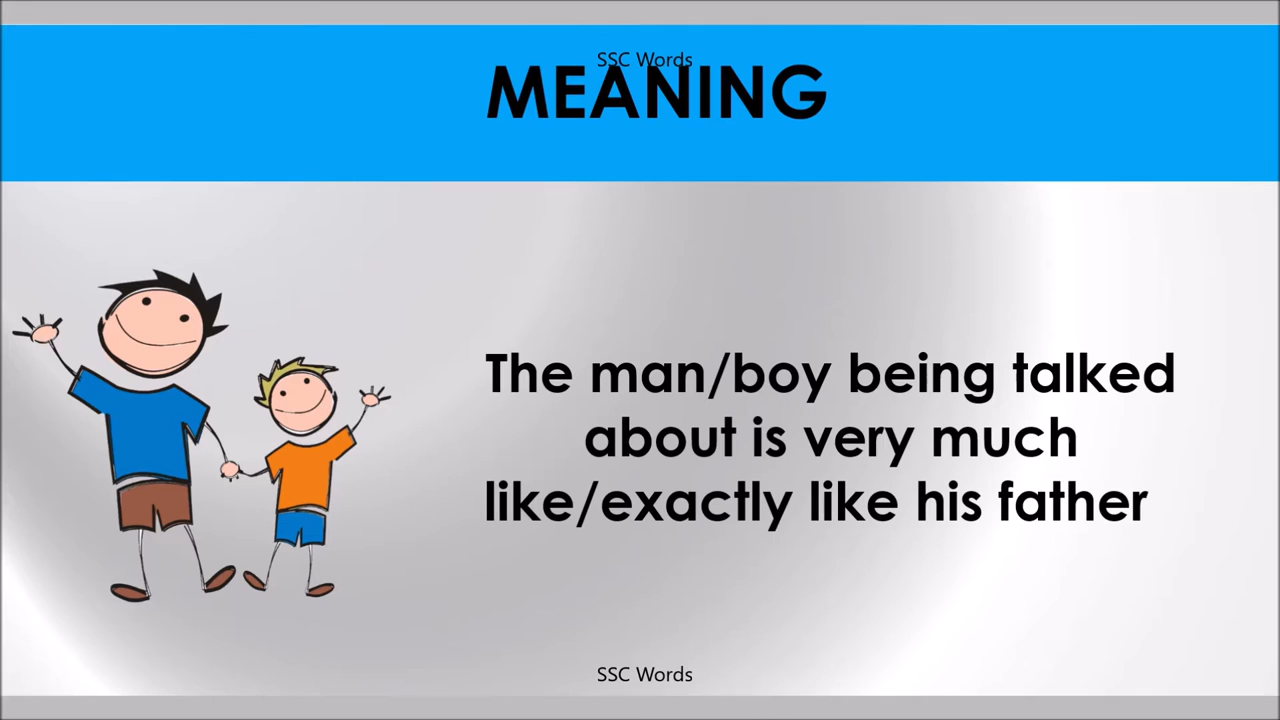 SSC Words
MEANING
The man/boy being talked
about is very much
like/exactly like his father
SSC Words